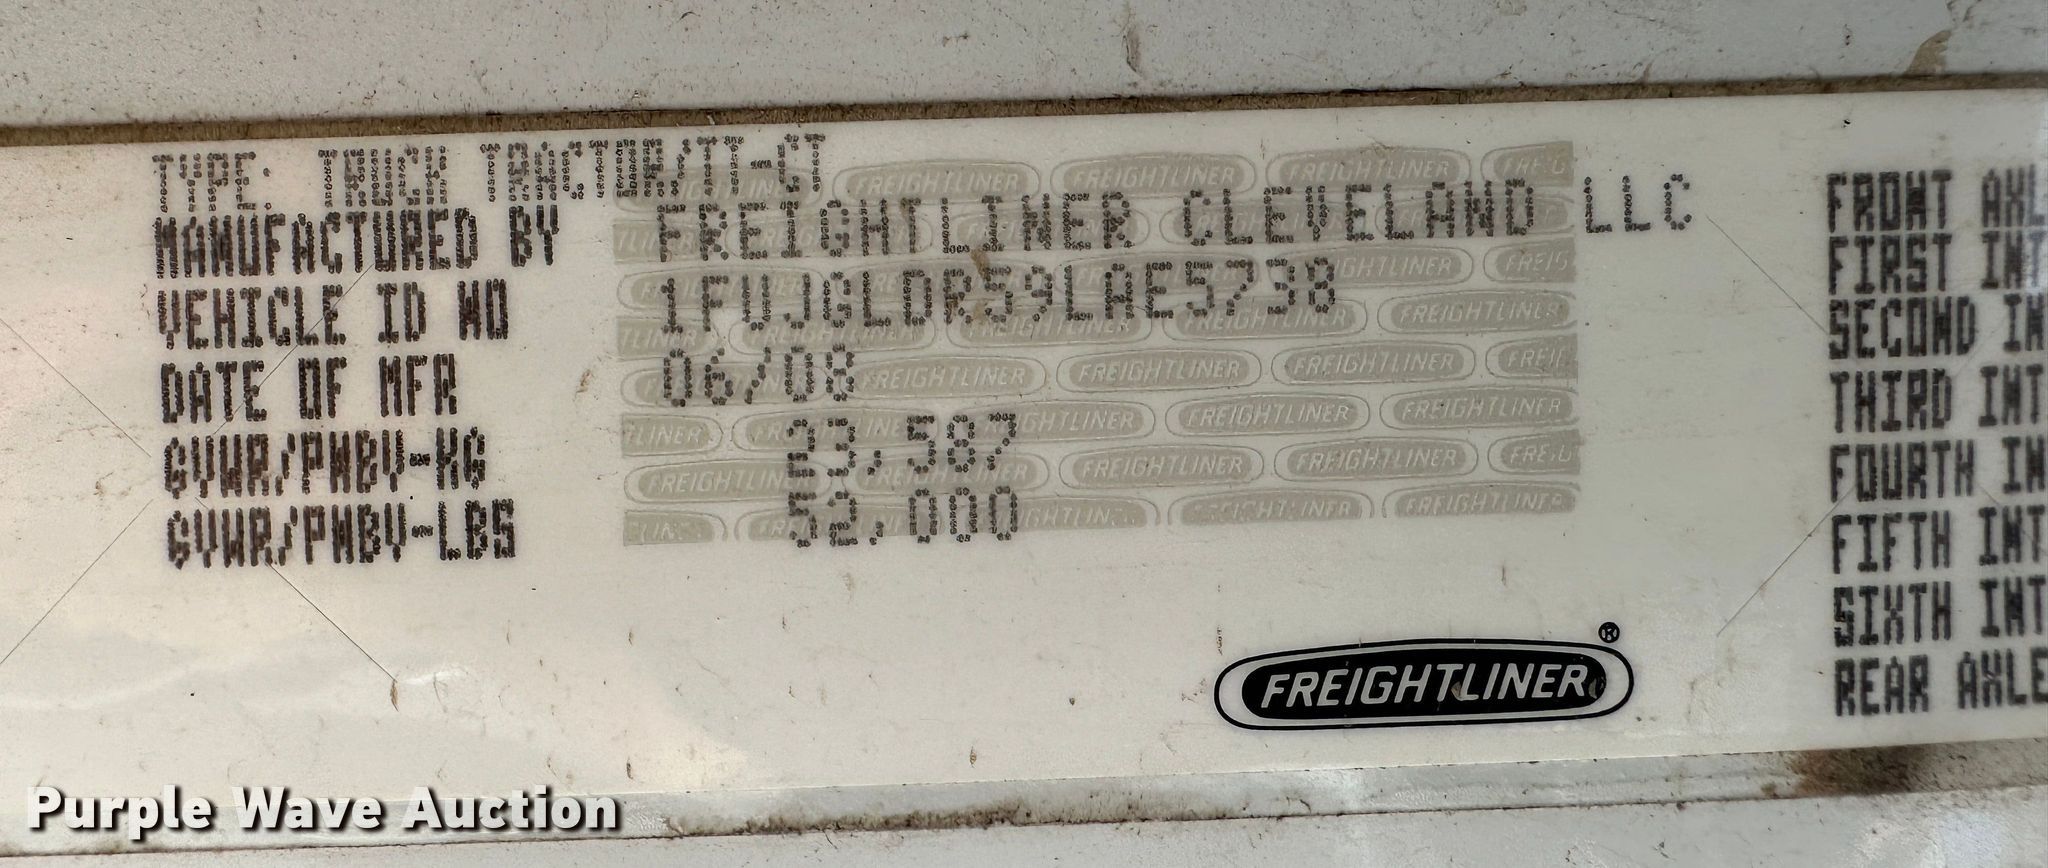 TYPE: TRUCK
MANUFACTURED BY FREIGHTLINER CLEVELAND LLC
VEHICLE ID NO 1FUJGLDR59LAE5738
DATE OF MFR 06/08
GVWR/PNBV-KG 23,587
GVWR/PNBV-LBS 52,000
FREIGHTLINER®
FRONT AXL
FIRST INT
SECOND IN
THIRD INT
FOURTH IN
FIFTH INT
SIXTH INT
REAR AXLE
Purple Wave Auction